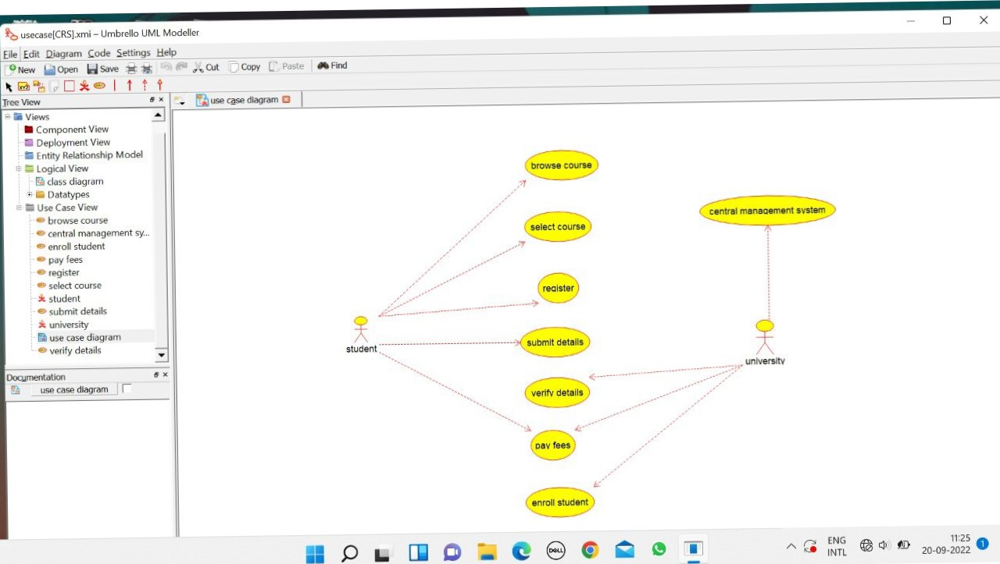 usecase[CRS].xmi – Umbrello UML Modeller
File Edit Diagram Code Settings Help
New Open Save Cut Copy Paste Find
Tree View
use case diagram
Views
Component View
Deployment View
Entity Relationship Model
Logical View
class diagram
Datatypes
Use Case View
browse course
central management sy...
enroll student
pay fees
register
select course
student
submit details
university
use case diagram
verify details
Documentation
use case diagram
browse course
central management system
select course
register
student
submit details
university
verify details
pay fees
enroll student
DELL
ENG
INTL
11:25
20-09-2022
1